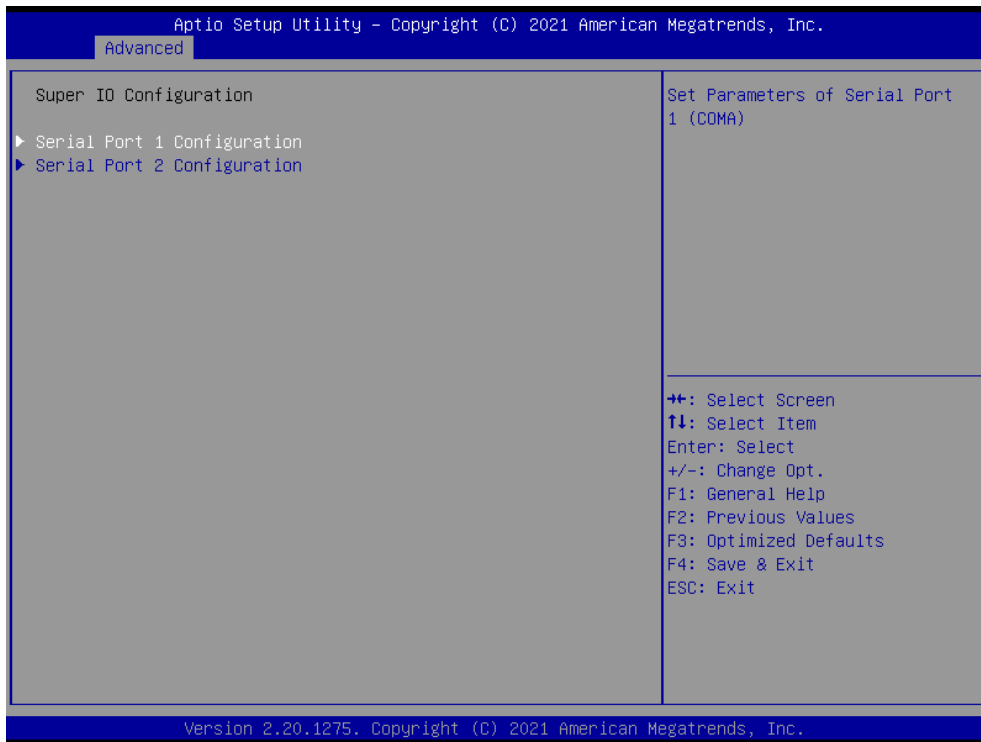 Aptio Setup Utility – Copyright (C) 2021 American Megatrends, Inc.
Advanced
Super IO Configuration
Serial Port 1 Configuration
Serial Port 2 Configuration
Set Parameters of Serial Port
1 (COMA)
→←: Select Screen
↑↓: Select Item
Enter: Select
+/-: Change Opt.
F1: General Help
F2: Previous Values
F3: Optimized Defaults
F4: Save & Exit
ESC: Exit
Version 2.20.1275. Copyright (C) 2021 American Megatrends, Inc.